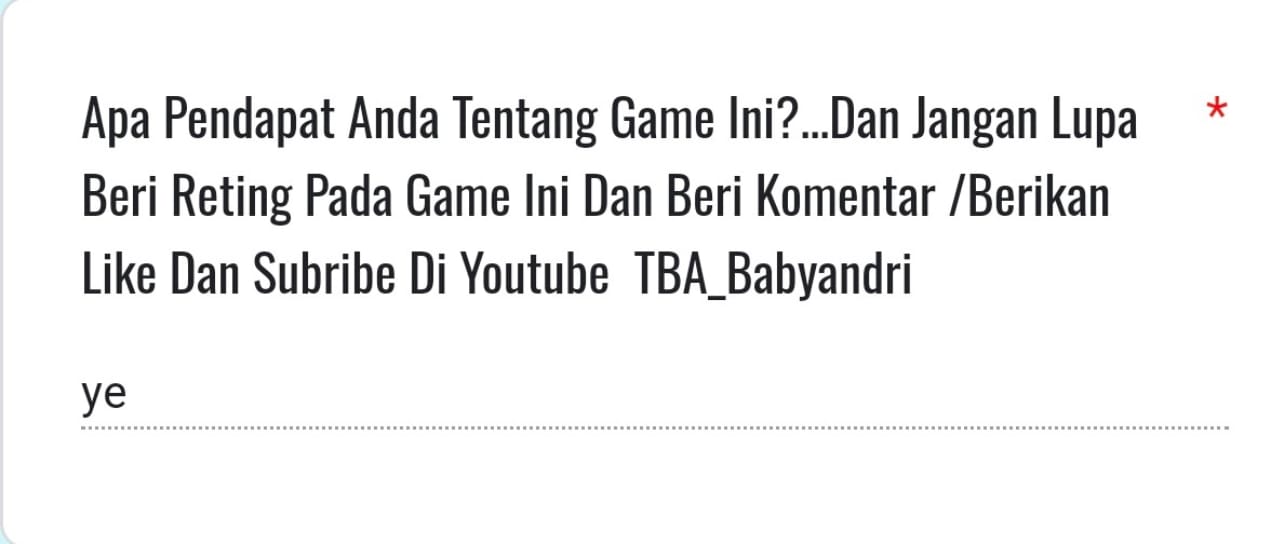 Apa Pendapat Anda Tentang Game Ini?...Dan Jangan Lupa *
Beri Reting Pada Game Ini Dan Beri Komentar /Berikan
Like Dan Subribe Di Youtube  TBA_Babyandri
ye